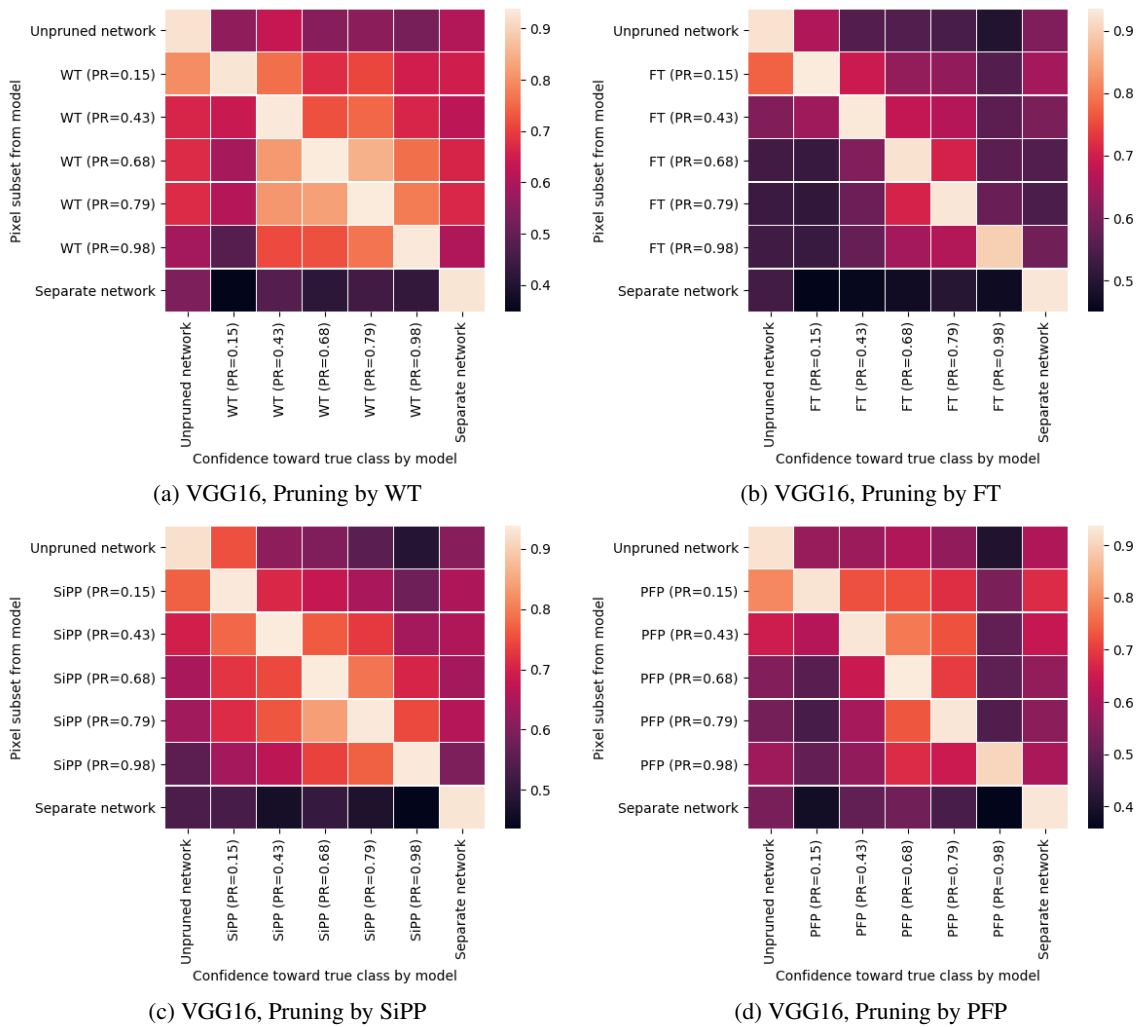 Unpruned network
WT (PR=0.15)
WT (PR=0.43)
WT (PR=0.68)
WT (PR=0.79)
WT (PR=0.98)
Separate network
Pixel subset from model
Unpruned network
WT (PR=0.15)
WT (PR=0.43)
WT (PR=0.68)
WT (PR=0.79)
WT (PR=0.98)
Separate network
Confidence toward true class by model
0.9
0.8
0.7
0.6
0.5
0.4
(a) VGG16, Pruning by WT
Unpruned network
FT (PR=0.15)
FT (PR=0.43)
FT (PR=0.68)
FT (PR=0.79)
FT (PR=0.98)
Separate network
Pixel subset from model
Unpruned network
FT (PR=0.15)
FT (PR=0.43)
FT (PR=0.68)
FT (PR=0.79)
FT (PR=0.98)
Separate network
Confidence toward true class by model
0.9
0.8
0.7
0.6
0.5
(b) VGG16, Pruning by FT
Unpruned network
SiPP (PR=0.15)
SiPP (PR=0.43)
SiPP (PR=0.68)
SiPP (PR=0.79)
SiPP (PR=0.98)
Separate network
Pixel subset from model
Unpruned network
SiPP (PR=0.15)
SiPP (PR=0.43)
SiPP (PR=0.68)
SiPP (PR=0.79)
SiPP (PR=0.98)
Separate network
Confidence toward true class by model
0.9
0.8
0.7
0.6
0.5
(c) VGG16, Pruning by SiPP
Unpruned network
PFP (PR=0.15)
PFP (PR=0.43)
PFP (PR=0.68)
PFP (PR=0.79)
PFP (PR=0.98)
Separate network
Pixel subset from model
Unpruned network
PFP (PR=0.15)
PFP (PR=0.43)
PFP (PR=0.68)
PFP (PR=0.79)
PFP (PR=0.98)
Separate network
Confidence toward true class by model
0.9
0.8
0.7
0.6
0.5
0.4
(d) VGG16, Pruning by PFP